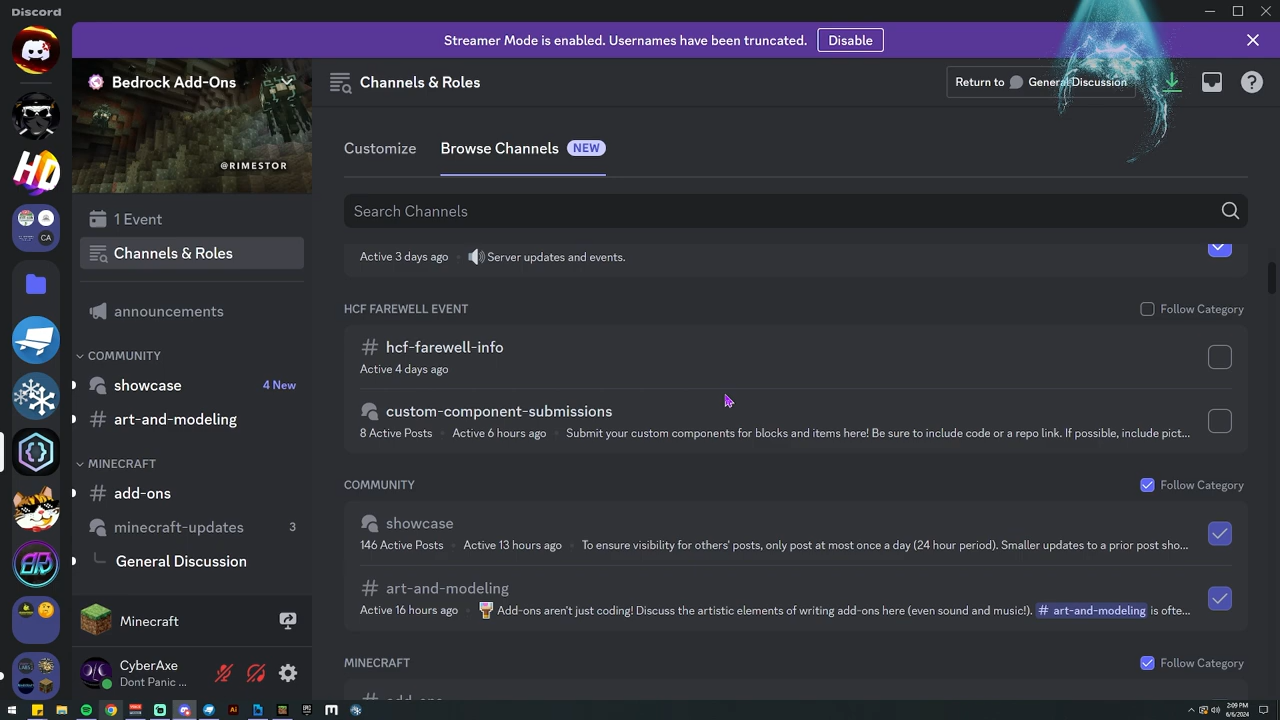 Discord
Streamer Mode is enabled. Usernames have been truncated.
Disable
Bedrock Add-Ons
@RIMESTOR
1 Event
Channels & Roles
announcements
COMMUNITY
showcase
4 New
art-and-modeling
MINECRAFT
add-ons
minecraft-updates
3
General Discussion
Minecraft
CyberAxe
Dont Panic ...
Channels & Roles
Return to General Discussion
Customize
Browse Channels NEW
Search Channels
Active 3 days ago • Server updates and events.
HCF FAREWELL EVENT
Follow Category
hcf-farewell-info
Active 4 days ago
custom-component-submissions
8 Active Posts • Active 6 hours ago • Submit your custom components for blocks and items here! Be sure to include code or a repo link. If possible, include pict...
COMMUNITY
Follow Category
showcase
146 Active Posts • Active 13 hours ago • To ensure visibility for others' posts, only post at most once a day (24 hour period). Smaller updates to a prior post sho...
# art-and-modeling
Active 16 hours ago • Add-ons aren't just coding! Discuss the artistic elements of writing add-ons here (even sound and music!). # art-and-modeling is ofte...
MINECRAFT
Follow Category
2:09 PM
6/5/2024